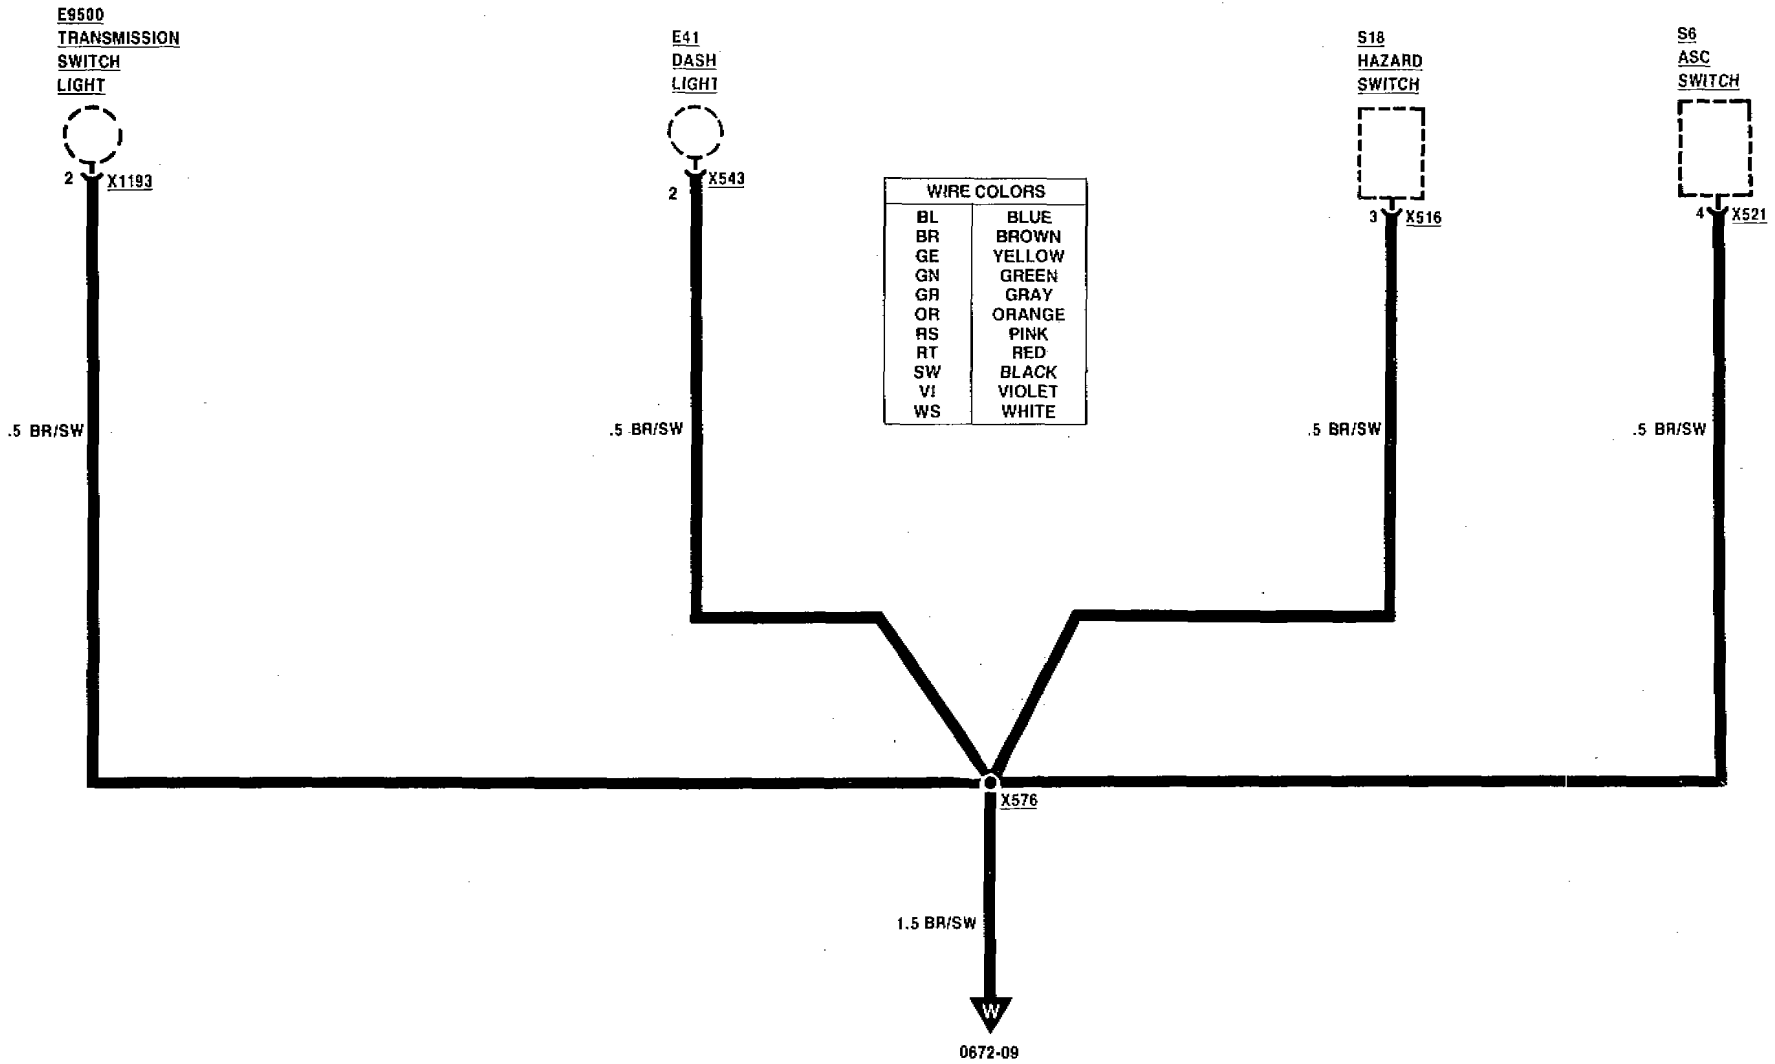 E9500
TRANSMISSION
SWITCH
LIGHT
2 X1193
.5 BR/SW
E41
DASH
LIGHT
2 X543
.5 BR/SW
WIRE COLORS
BL BLUE
BR BROWN
GE YELLOW
GN GREEN
GR GRAY
OR ORANGE
RS PINK
RT RED
SW BLACK
VI VIOLET
WS WHITE
S18
HAZARD
SWITCH
3 X516
.5 BR/SW
S6
ASC
SWITCH
4 X521
.5 BR/SW
X576
1.5 BR/SW
W
0672-09